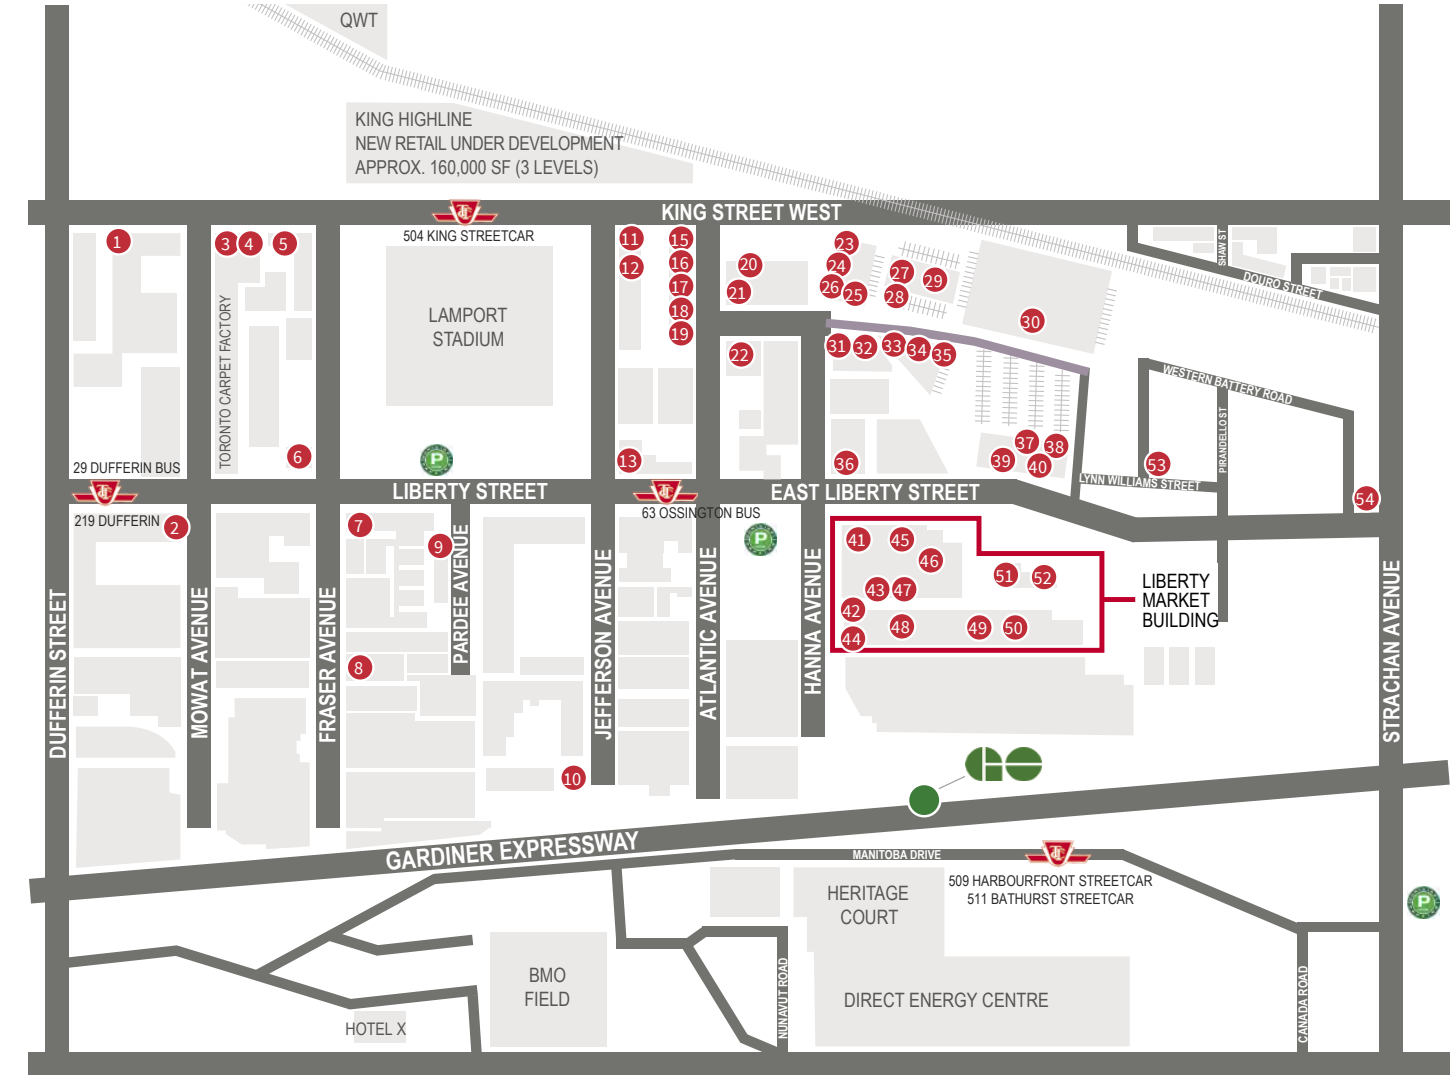 QWT
KING HIGHLINE
NEW RETAIL UNDER DEVELOPMENT
APPROX. 160,000 SF (3 LEVELS)
KING STREET WEST
504 KING STREETCAR
1
3
4
5
11
12
15
16
17
18
19
20
21
22
23
24
26
25
27
28
29
30
SHAW ST
DOURO STREET
LAMPORT
STADIUM
TORONTO CARPET FACTORY
31
32
33
34
35
WESTERN BATTERY ROAD
PIRANDELLO ST
6
P
13
36
37
38
39
40
53
54
LYNN WILLIAMS STREET
29 DUFFERIN BUS
LIBERTY STREET
EAST LIBERTY STREET
219 DUFFERIN
2
7
9
63 OSSINGTON BUS
P
41
45
46
43
47
42
44
48
49
50
51
52
LIBERTY
MARKET
BUILDING
8
10
DUFFERIN STREET
MOWAT AVENUE
FRASER AVENUE
PARDEE AVENUE
JEFFERSON AVENUE
ATLANTIC AVENUE
HANNA AVENUE
STRACHAN AVENUE
GO
GARDINER EXPRESSWAY
MANITOBA DRIVE
509 HARBOURFRONT STREETCAR
511 BATHURST STREETCAR
P
HERITAGE
COURT
BMO
FIELD
NUNAVUT ROAD
DIRECT ENERGY CENTRE
CANADA ROAD
HOTEL X